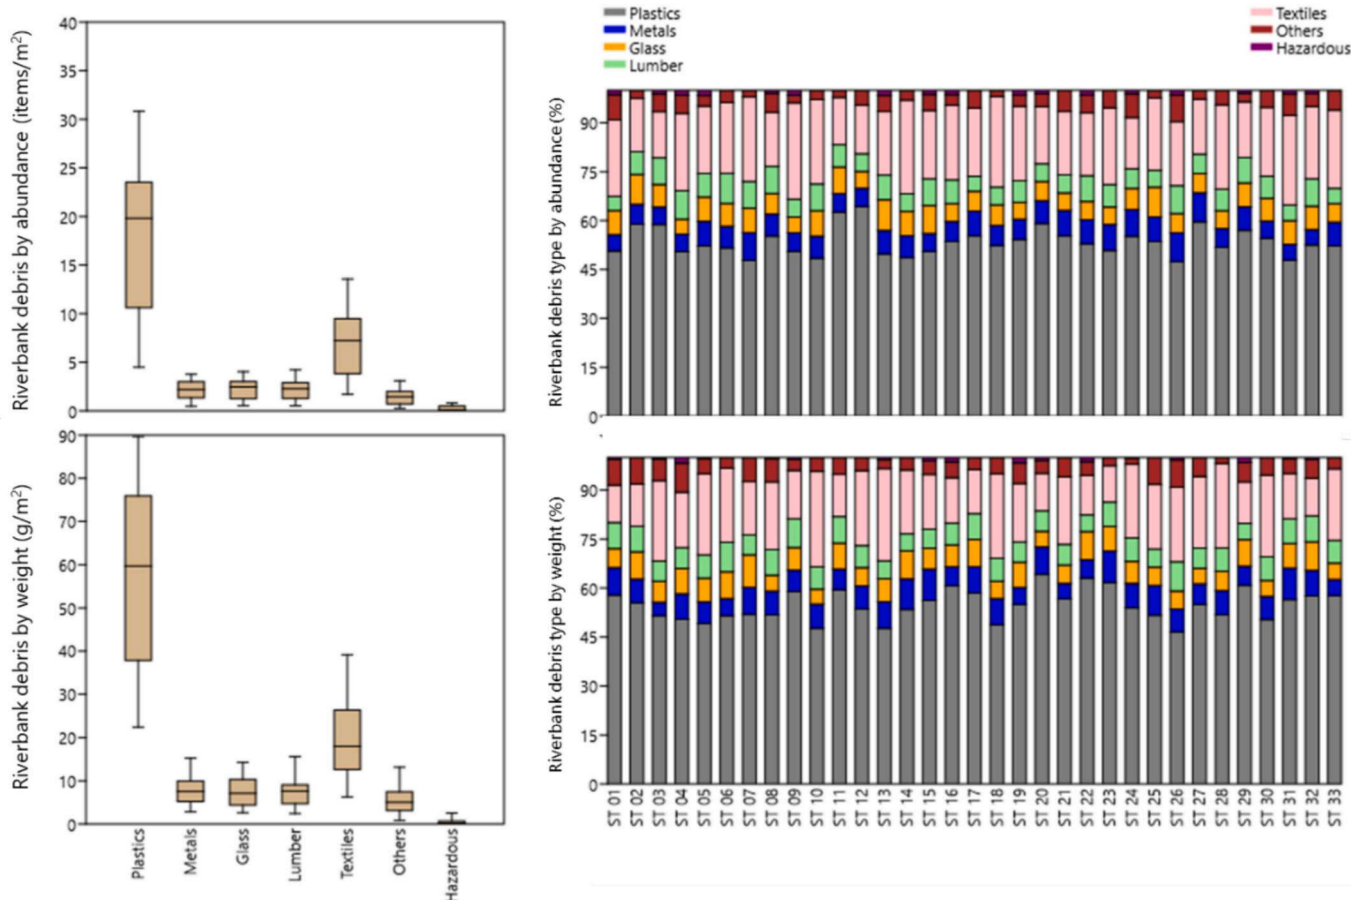 Riverbank debris by abundance (items/m²)
40
35
30
25
20
15
10
5
0
Plastics
Metals
Glass
Lumber
Textiles
Others
Hazardous
Riverbank debris type by abundance (%)
90
75
60
45
30
15
0
Riverbank debris by weight (g/m²)
90
80
70
60
50
40
30
20
10
0
Plastics
Metals
Glass
Lumber
Textiles
Others
Hazardous
Riverbank debris type by weight (%)
90
75
60
45
30
15
0
ST 01
ST 02
ST 03
ST 04
ST 05
ST 06
ST 07
ST 08
ST 09
ST 10
ST 11
ST 12
ST 13
ST 14
ST 15
ST 16
ST 17
ST 18
ST 19
ST 20
ST 21
ST 22
ST 23
ST 24
ST 25
ST 26
ST 27
ST 28
ST 29
ST 30
ST 31
ST 32
ST 33